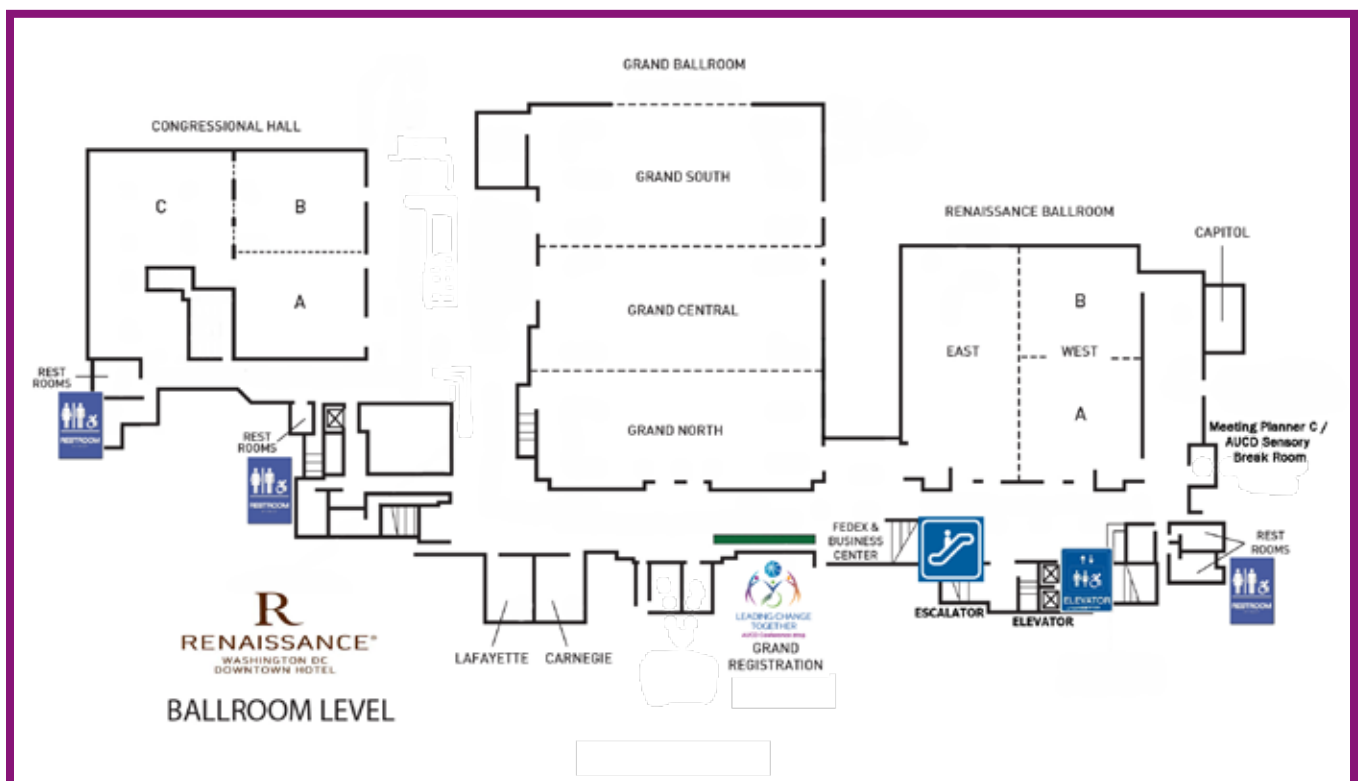 GRAND BALLROOM
CONGRESSIONAL HALL
C
B
A
GRAND SOUTH
GRAND CENTRAL
GRAND NORTH
RENAISSANCE BALLROOM
CAPITOL
B
EAST
WEST
A
REST
ROOMS
RESTROOM
REST
ROOMS
RESTROOM
Meeting Planner C /
AUCD Sensory
Break Room
FEDEX &
BUSINESS
CENTER
ESCALATOR
ELEVATOR
ELEVATOR
REST
ROOMS
RESTROOM
LEADING CHANGE
TOGETHER
AUCD Conference
GRAND
REGISTRATION
LAFAYETTE
CARNEGIE
R
RENAISSANCE®
WASHINGTON DC
DOWNTOWN HOTEL
BALLROOM LEVEL